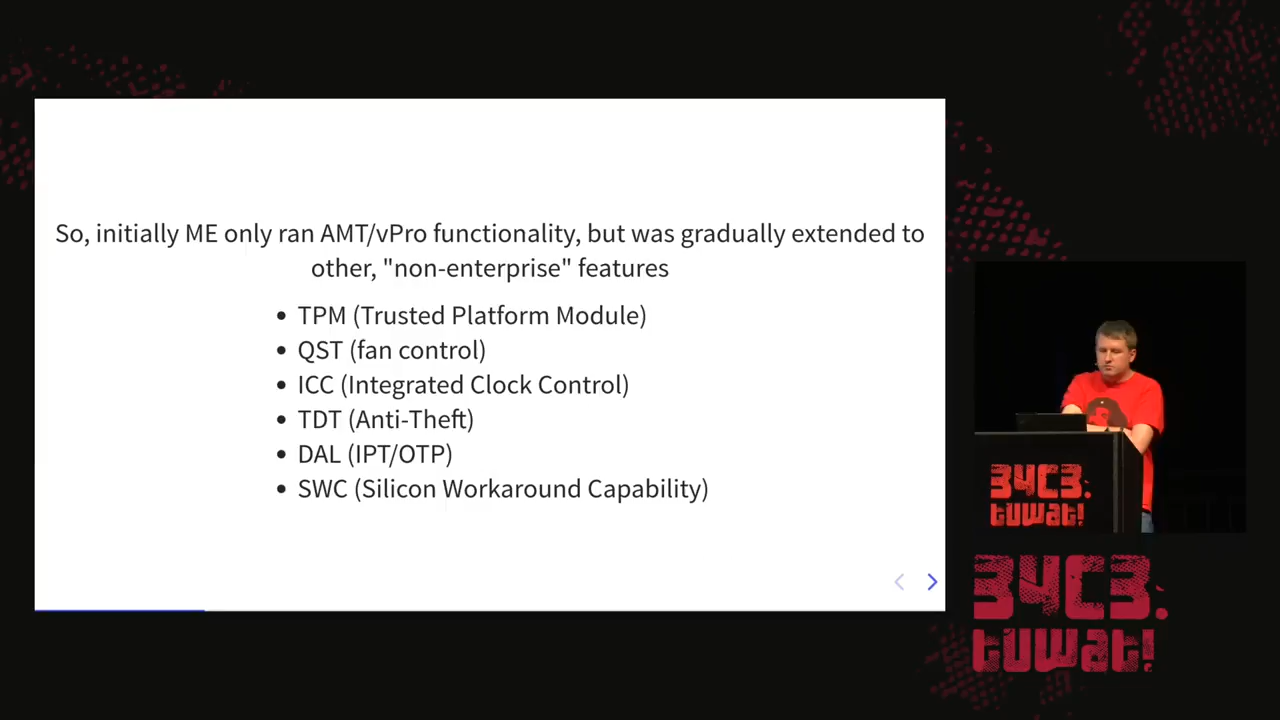 So, initially ME only ran AMT/vPro functionality, but was gradually extended to
other, "non-enterprise" features
• TPM (Trusted Platform Module)
• QST (fan control)
• ICC (Integrated Clock Control)
• TDT (Anti-Theft)
• DAL (IPT/OTP)
• SWC (Silicon Workaround Capability)
34C3.
tuwat!
34C3.
tuwat!